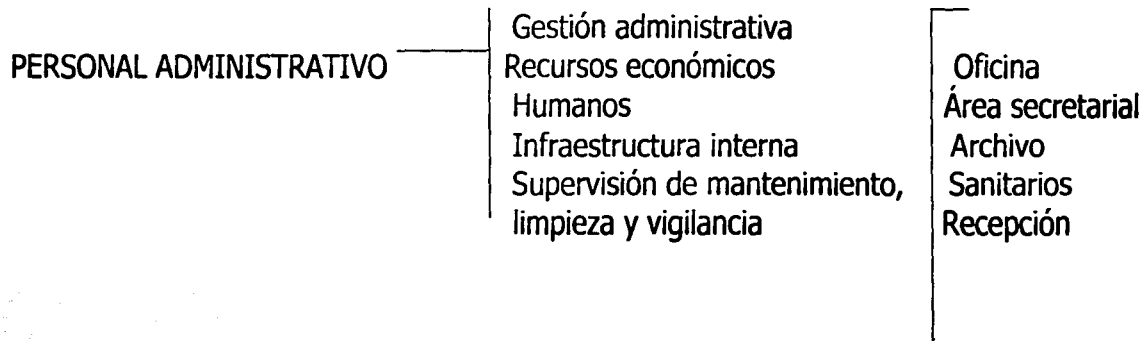 PERSONAL ADMINISTRATIVO
Gestión administrativa
Recursos económicos
Humanos
Infraestructura interna
Supervisión de mantenimiento,
limpieza y vigilancia
Oficina
Área secretarial
Archivo
Sanitarios
Recepción